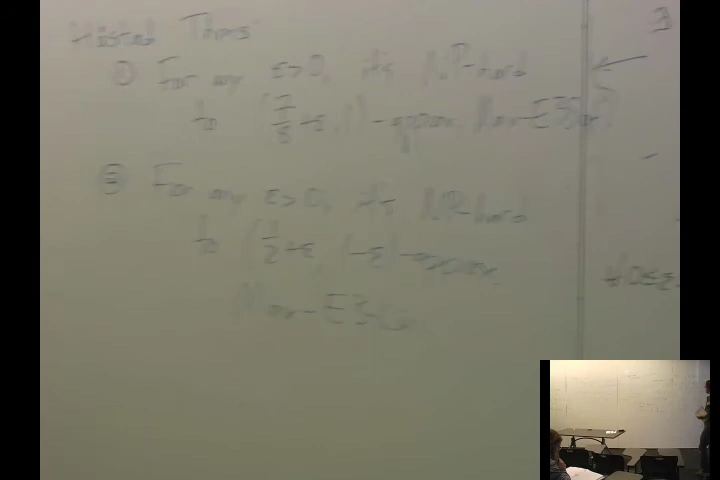 Håstad Thms
① For any ε>0, it's NP-hard
to (7/8+ε, 1)-approx Max-E3Sat
② For any ε>0, it's NP-hard
to (1/2+ε, 1-ε)-approx
Max-E3-Lin